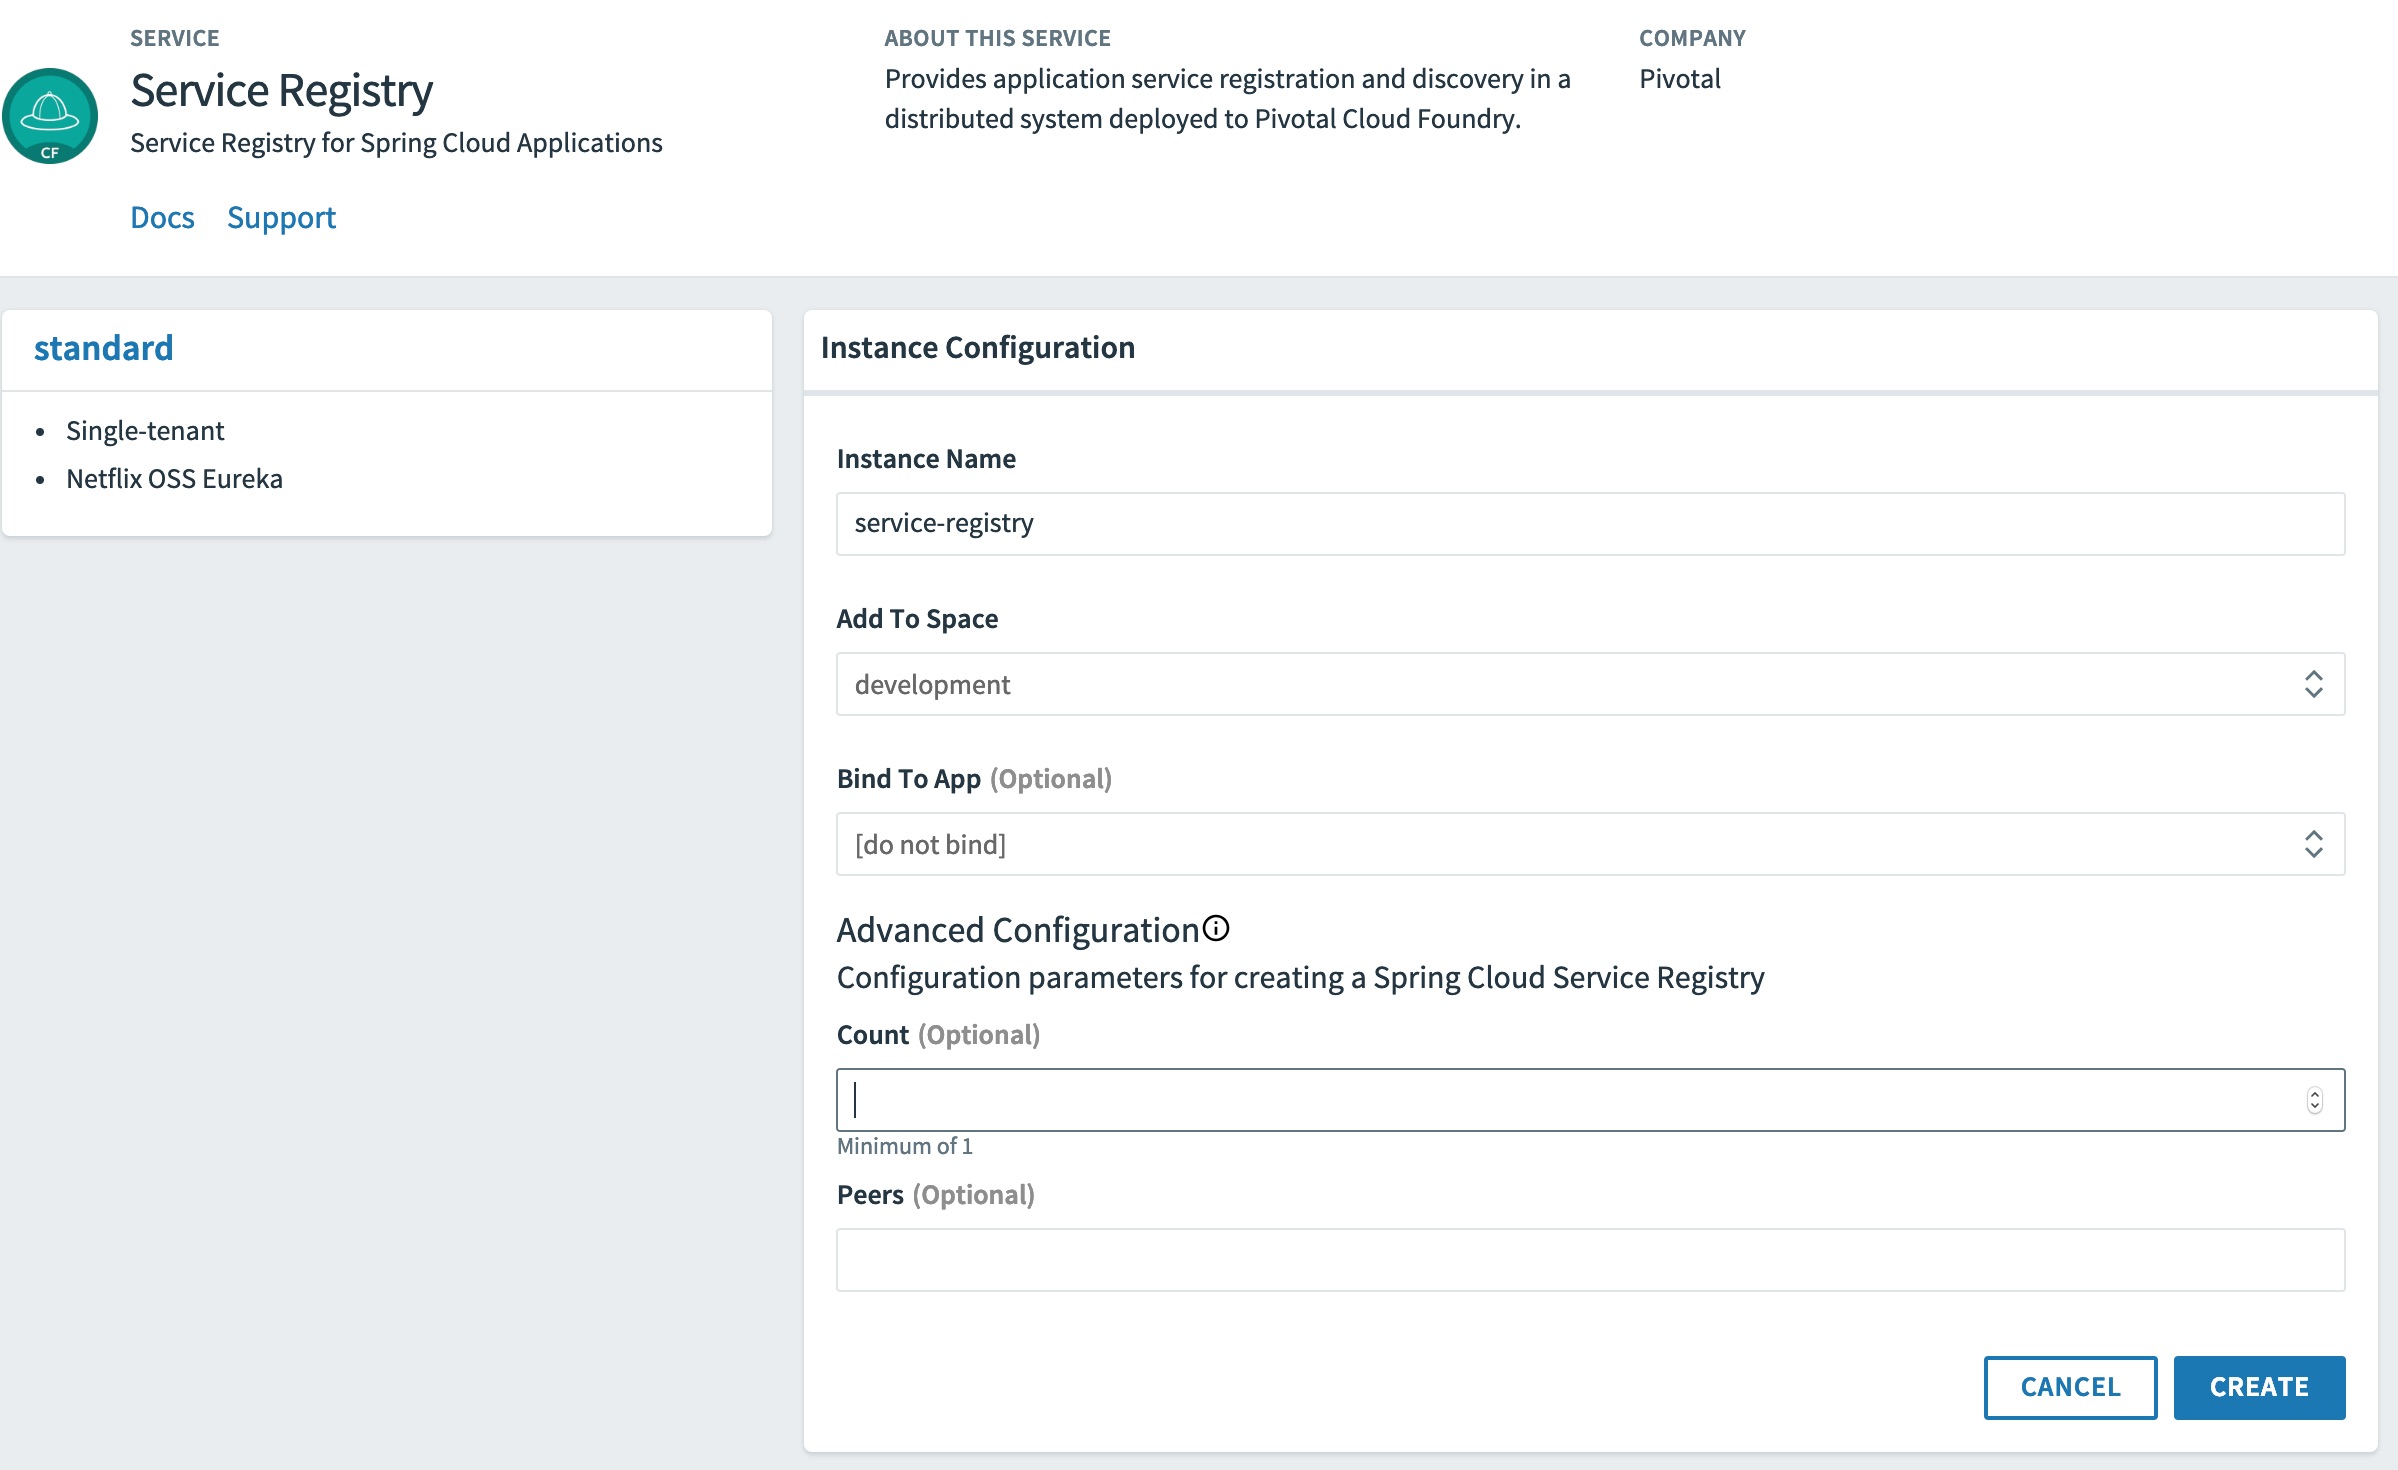 SERVICE
Service Registry
Service Registry for Spring Cloud Applications
CF
Docs Support
ABOUT THIS SERVICE
Provides application service registration and discovery in a
distributed system deployed to Pivotal Cloud Foundry.
COMPANY
Pivotal
standard
Single-tenant
Netflix OSS Eureka
Instance Configuration
Instance Name
service-registry
Add To Space
development
Bind To App (Optional)
[do not bind]
Advanced Configuration
Configuration parameters for creating a Spring Cloud Service Registry
Count (Optional)
Minimum of 1
Peers (Optional)
CANCEL CREATE